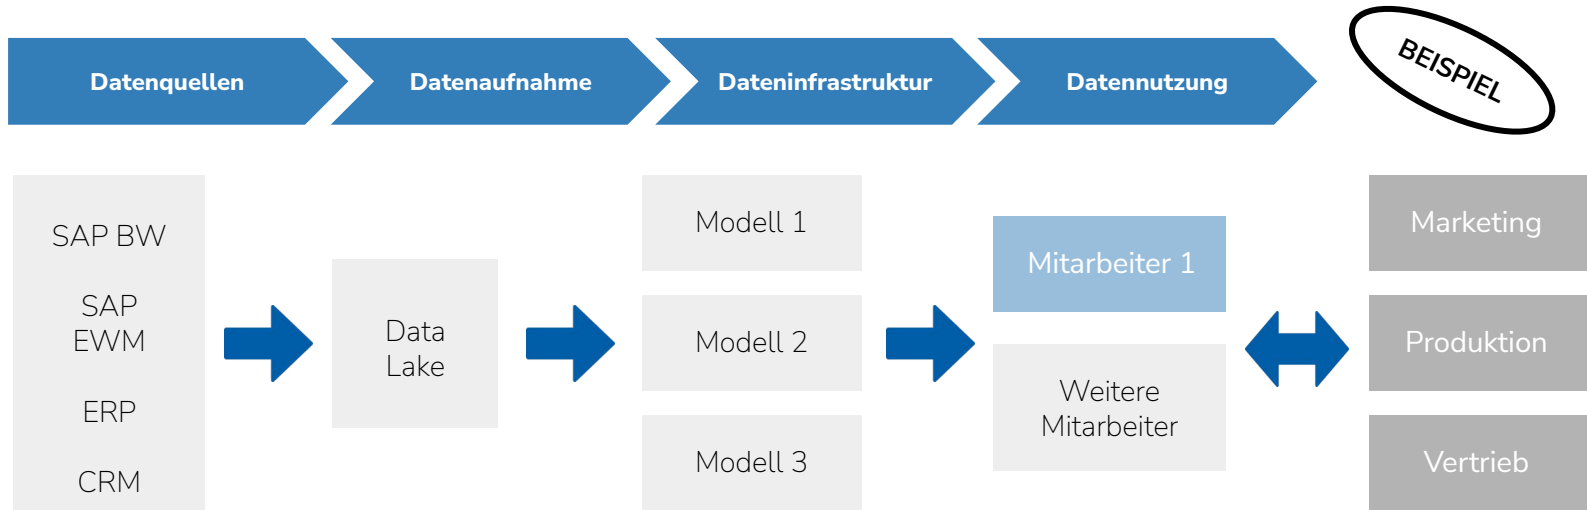 Datenquellen
Datenaufnahme
Dateninfrastruktur
Datennutzung
BEISPIEL
SAP BW
SAP
EWM
ERP
CRM
Data
Lake
Modell 1
Modell 2
Modell 3
Mitarbeiter 1
Weitere
Mitarbeiter
Marketing
Produktion
Vertrieb